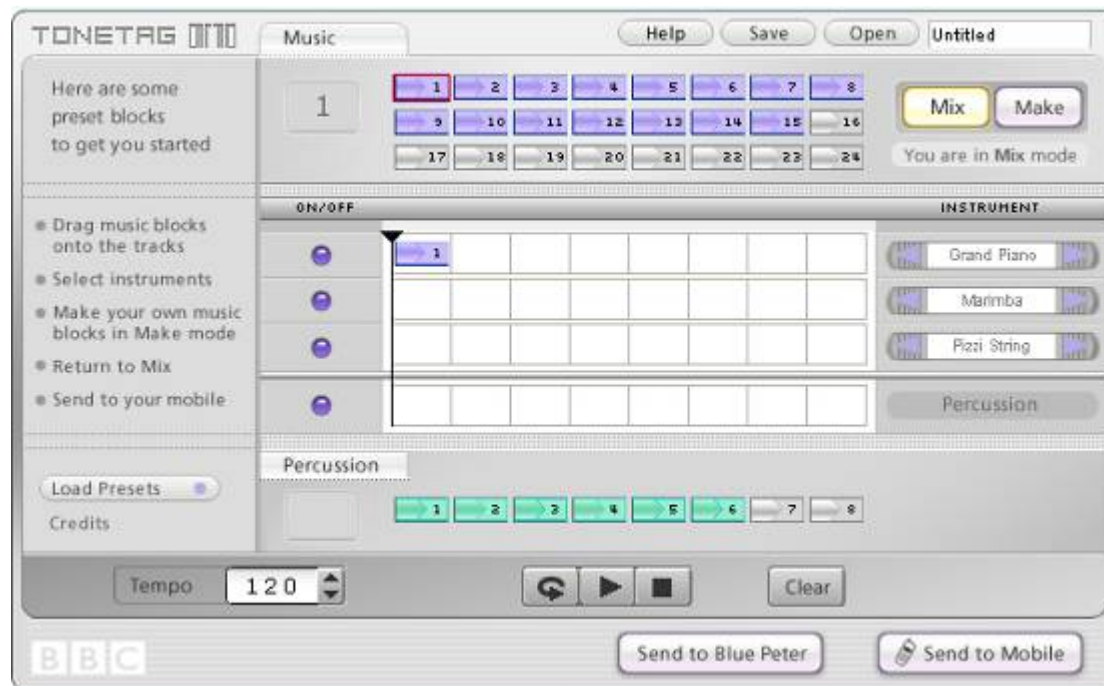 TONETAG
Music
Help
Save
Open
Untitled
Here are some
preset blocks
to get you started
1
1 2 3 4 5 6 7 8
9 10 11 12 13 14 15 16
17 18 19 20 21 22 23 24
Mix
Make
You are in Mix mode
ON/OFF
INSTRUMENT
Drag music blocks
onto the tracks
Select instruments
Make your own music
blocks in Make mode
Return to Mix
Send to your mobile
1
Grand Piano
Marimba
Pizzi String
Percussion
Percussion
Load Presets
Credits
1 2 3 4 5 6 7 8
Tempo
120
Clear
BBC
Send to Blue Peter
Send to Mobile